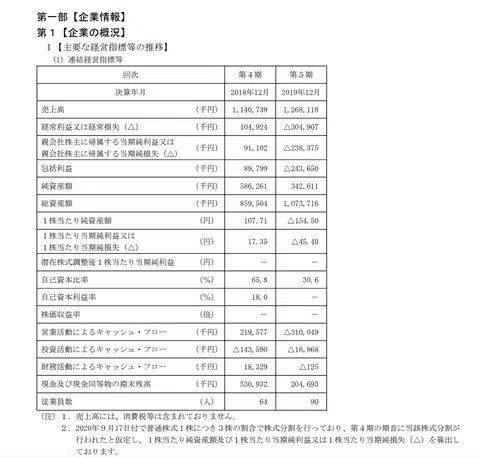 第一部【企業情報】
第１【企業の概況】
１【主要な経営指標等の推移】
(1) 連結経営指標等
回次 第４期 第５期
決算年月 2018年12月 2019年12月
売上高 (千円) 1,140,739 1,268,110
経常利益又は経常損失（△） (千円) 104,924 △304,907
親会社株主に帰属する当期純利益又は
親会社株主に帰属する当期純損失（△） (千円) 91,102 △238,375
包括利益 (千円) 89,799 △243,650
純資産額 (千円) 586,261 342,611
総資産額 (千円) 859,504 1,073,716
１株当たり純資産額 (円) 107.71 △154.50
１株当たり当期純利益又は
１株当たり当期純損失（△） (円) 17.35 △45.40
潜在株式調整後１株当たり当期純利益 (円) － －
自己資本比率 (％) 65.8 30.6
自己資本利益率 (％) 18.0 －
株価収益率 (倍) － －
営業活動によるキャッシュ・フロー (千円) 219,577 △310,049
投資活動によるキャッシュ・フロー (千円) △143,590 △16,868
財務活動によるキャッシュ・フロー (千円) 18,329 △125
現金及び現金同等物の期末残高 (千円) 530,932 204,693
従業員数 (人) 64 90
(注) １．売上高には、消費税等は含まれておりません。
２．2020年９月17日付で普通株式１株につき３株の割合で株式分割を行っており、第４期の期首に当該株式分割が
行われたと仮定し、１株当たり純資産額及び１株当たり当期純利益又は１株当たり当期純損失（△）を算出し
ております。